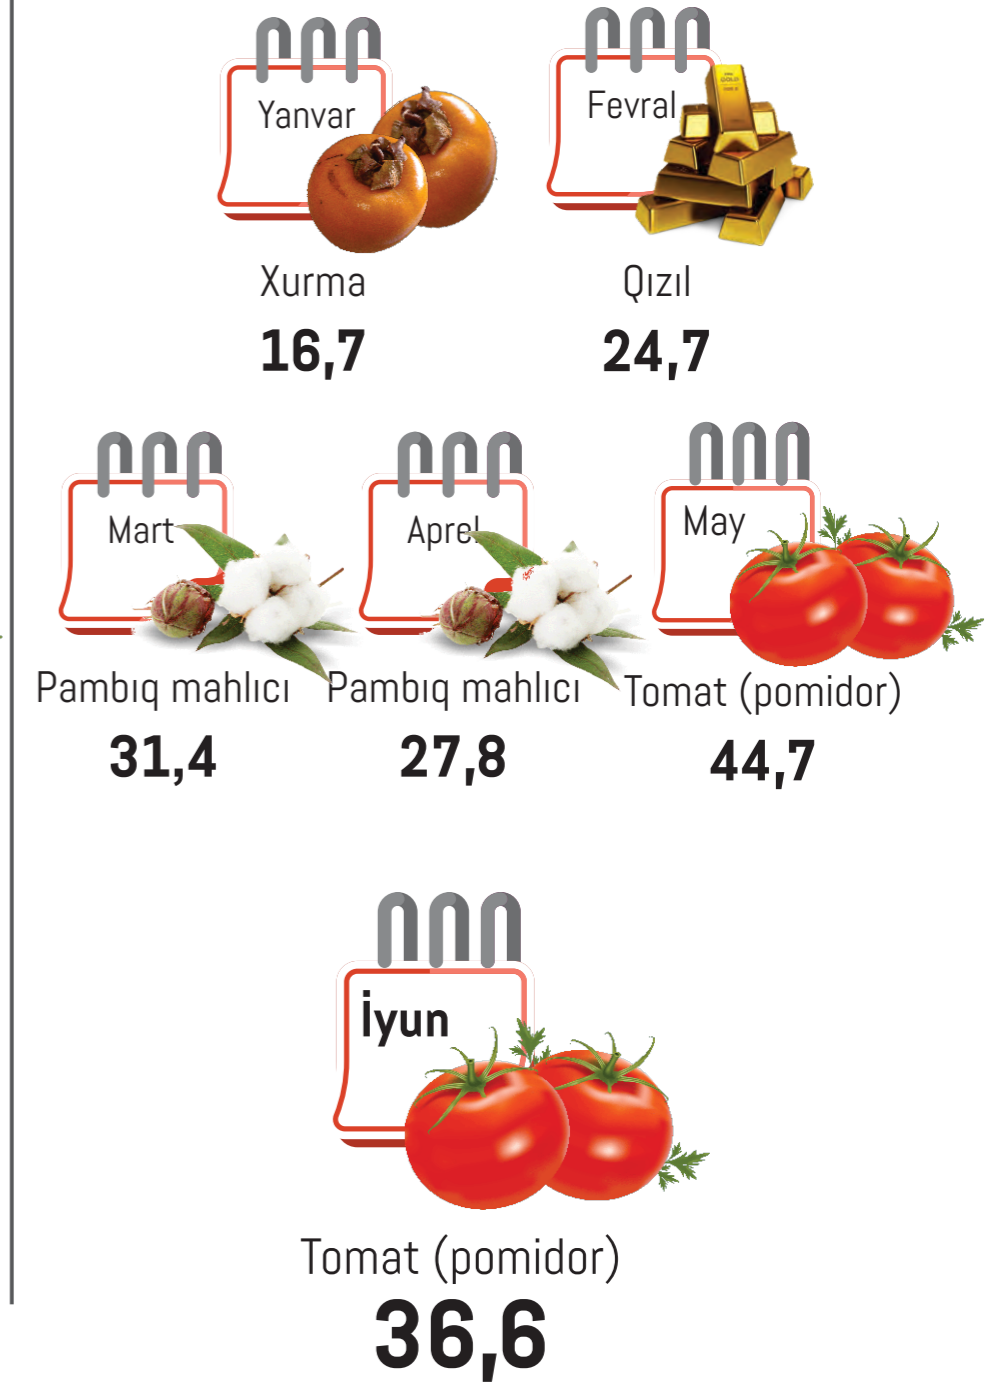 Yanvar
Xurma
16,7
Fevral
GOLD
Qızıl
24,7
Mart
Pambıq mahlıcı
31,4
Aprel
Pambıq mahlıcı
27,8
May
Tomat (pomidor)
44,7
İyun
Tomat (pomidor)
36,6